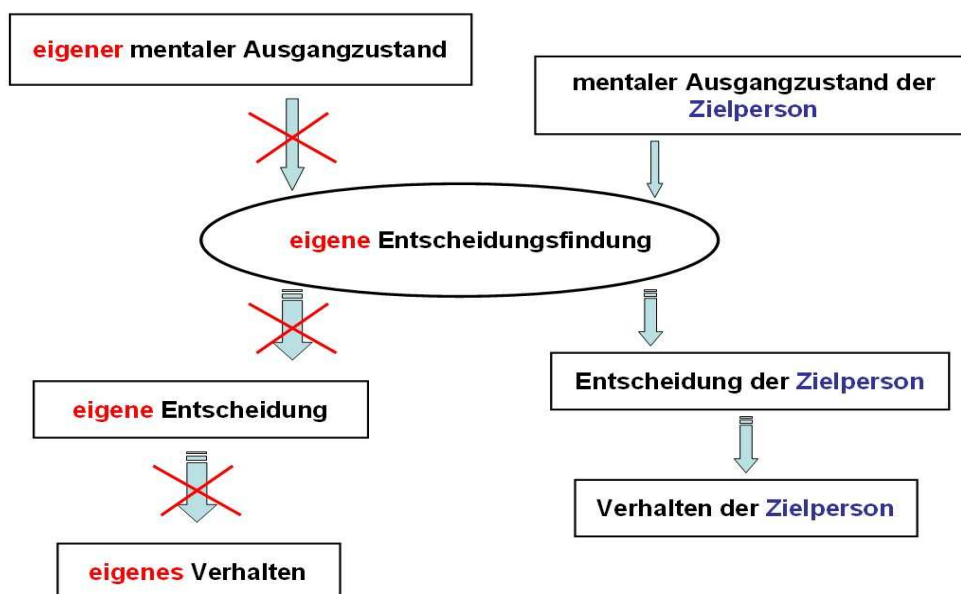 eigener mentaler Ausgangzustand
mentaler Ausgangzustand der
Zielperson
eigene Entscheidungsfindung
eigene Entscheidung
Entscheidung der Zielperson
eigenes Verhalten
Verhalten der Zielperson